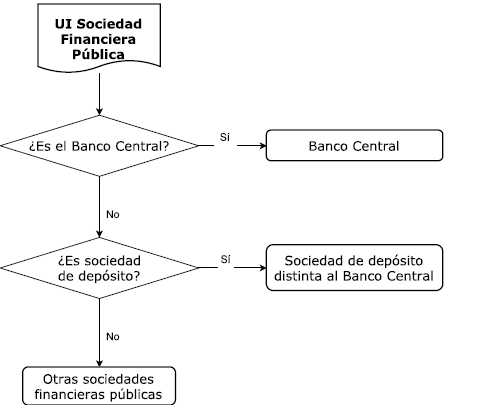 UI Sociedad
Financiera
Pública
¿Es el Banco Central?
Sí
Banco Central
No
¿Es sociedad
de depósito?
Sí
Sociedad de depósito
distinta al Banco Central
No
Otras sociedades
financieras públicas